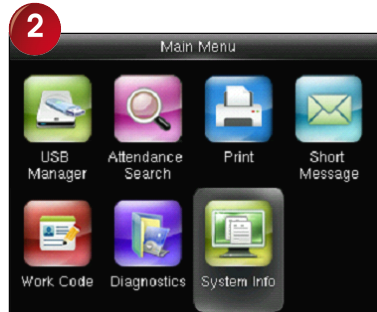 2
Main Menu
USB Manager
Attendance Search
Print
Short Message
Work Code
Diagnostics
System Info